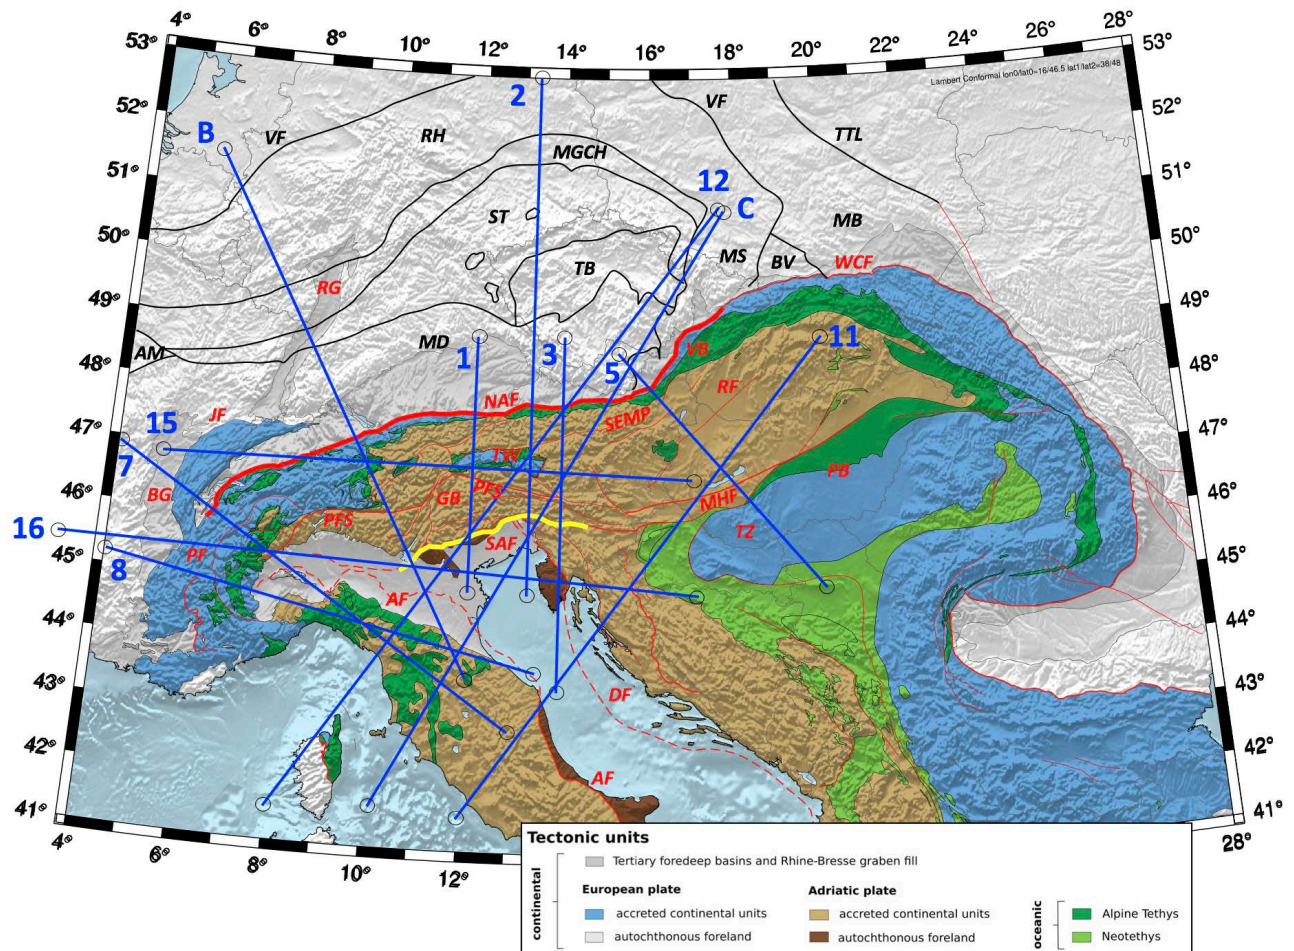 4° 6° 8° 10° 12° 14° 16° 18° 20° 22° 24° 26° 28°
53° 53°
Lambert Conformal lon0/lat0=16/46.5 lat1/lat2=38/48
2
VF
52° 52°
B
VF
RH
TTL
MGCH
51° 51°
12
C
ST
MB
50° 50°
MS
BV
WCF
TB
RG
49° 49°
MD
1
3
5
VB
11
AM
48° 48°
RF
NAF
JF
SEMP
15
47° 47°
7
TW
PB
BG
GB
PFS
MHF
46° 46°
16
PFS
TZ
SAF
PF
45° 45°
8
AF
44° 44°
43° 43°
DF
42° 42°
AF
41° 41°
4° 6° 8° 10° 12° 28°
Tectonic units
Tertiary foredeep basins and Rhine-Bresse graben fill
continental
European plate
Adriatic plate
oceanic
accreted continental units
accreted continental units
Alpine Tethys
autochthonous foreland
autochthonous foreland
Neotethys